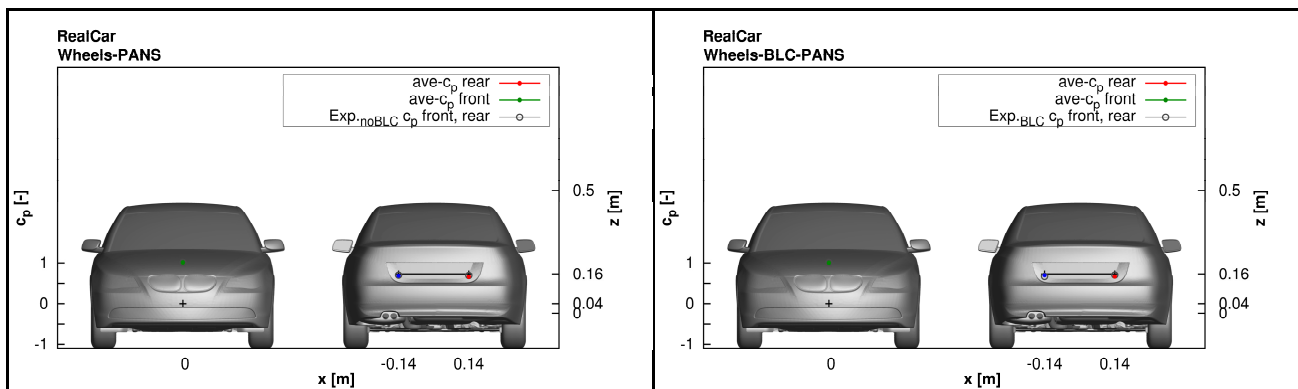 RealCar
Wheels-PANS
ave-cp rear
ave-cp front
Exp.noBLC cp front, rear
cp [-]
1
0
-1
0.5
0.16
0.04
0
z [m]
0
-0.14
0.14
x [m]
RealCar
Wheels-BLC-PANS
ave-cp rear
ave-cp front
Exp.BLC cp front, rear
cp [-]
1
0
-1
0.5
0.16
0.04
0
z [m]
0
-0.14
0.14
x [m]